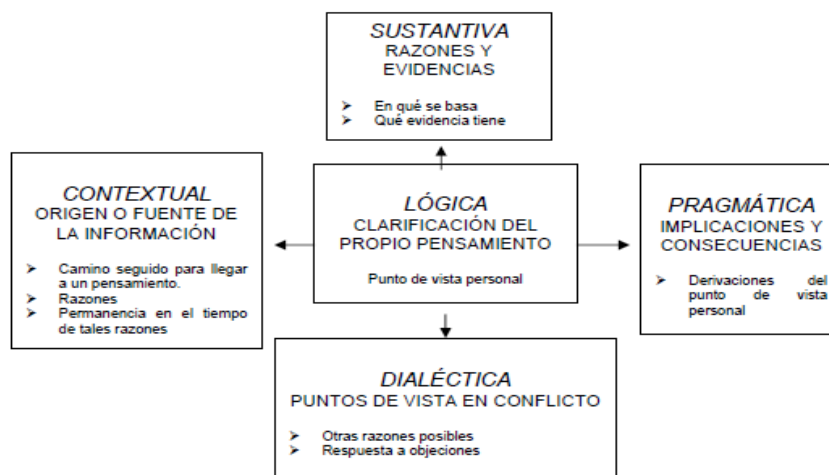 SUSTANTIVA
RAZONES Y
EVIDENCIAS
➢ En qué se basa
➢ Qué evidencia tiene
CONTEXTUAL
ORIGEN O FUENTE DE
LA INFORMACIÓN
➢ Camino seguido para llegar
a un pensamiento.
➢ Razones
➢ Permanencia en el tiempo
de tales razones
LÓGICA
CLARIFICACIÓN DEL
PROPIO PENSAMIENTO
Punto de vista personal
PRAGMÁTICA
IMPLICACIONES Y
CONSECUENCIAS
➢ Derivaciones del
punto de vista
personal
DIALÉCTICA
PUNTOS DE VISTA EN CONFLICTO
➢ Otras razones posibles
➢ Respuesta a objeciones